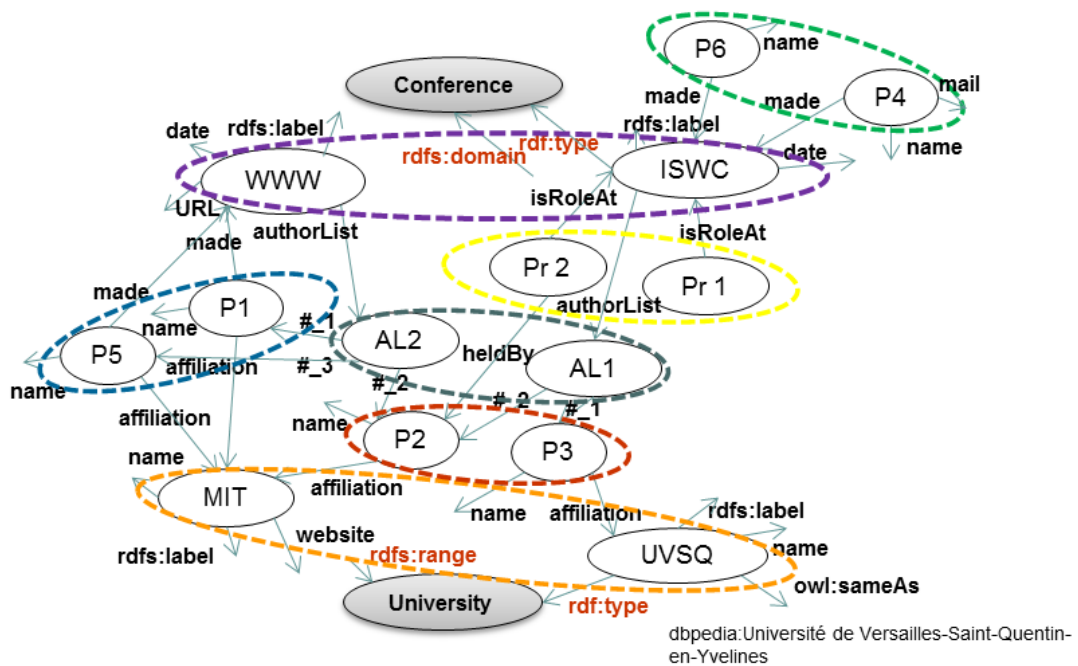 P6
name
Conference
P4
mail
made
made
date
rdfs:label
rdfs:label
name
rdfs:domain
rdf:type
date
WWW
ISWC
URL
isRoleAt
made
authorList
isRoleAt
Pr 2
Pr 1
made
P1
authorList
name
#_1
AL2
P5
heldBy
affiliation
#_3
AL1
name
#_2
#_2
#_1
affiliation
name
P2
P3
name
MIT
affiliation
name
affiliation
rdfs:label
website
rdfs:label
rdfs:range
UVSQ
name
owl:sameAs
University
rdf:type
dbpedia:Université de Versailles-Saint-Quentin-
en-Yvelines